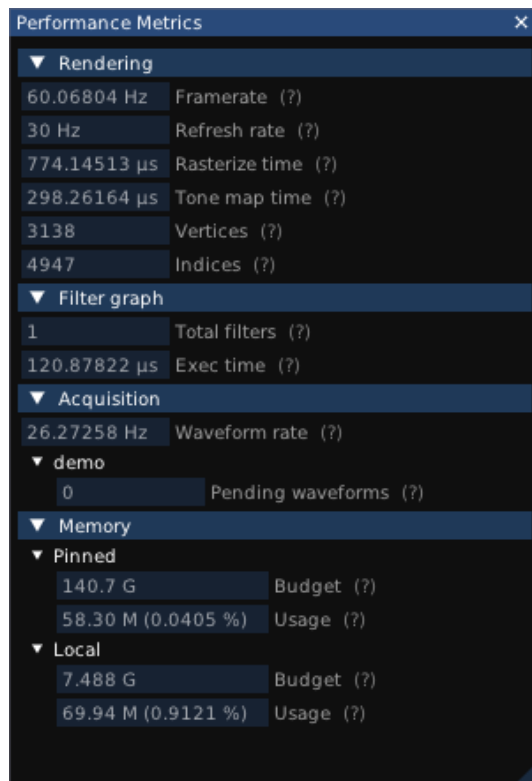 Performance Metrics ×
▼ Rendering
60.06804 Hz Framerate (?)
30 Hz Refresh rate (?)
774.14513 µs Rasterize time (?)
298.26164 µs Tone map time (?)
3138 Vertices (?)
4947 Indices (?)
▼ Filter graph
1 Total filters (?)
120.87822 µs Exec time (?)
▼ Acquisition
26.27258 Hz Waveform rate (?)
▼ demo
0 Pending waveforms (?)
▼ Memory
▼ Pinned
140.7 G Budget (?)
58.30 M (0.0405 %) Usage (?)
▼ Local
7.488 G Budget (?)
69.94 M (0.9121 %) Usage (?)